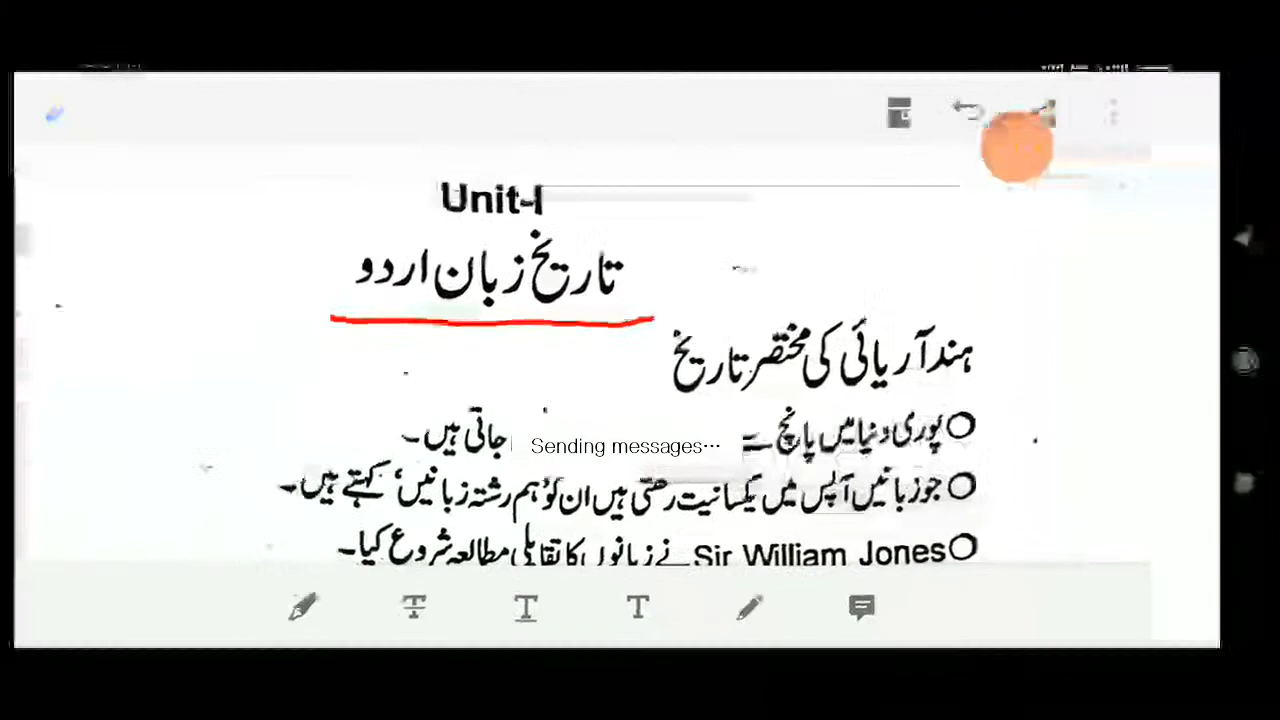 Unit-I
تاریخ زبان اردو
ہند آریائی کی مختصر تاریخ
پوری دنیا میں پانچ سے جاتی ہیں۔
Sending messages...
جو زبانیں آپس میں یکسانیت رکھتی ہیں ان کو ہم رشتہ زبانیں' کہتے ہیں۔
Sir William Jones نے زبانوں کا تقابلی مطالعہ شروع کیا۔